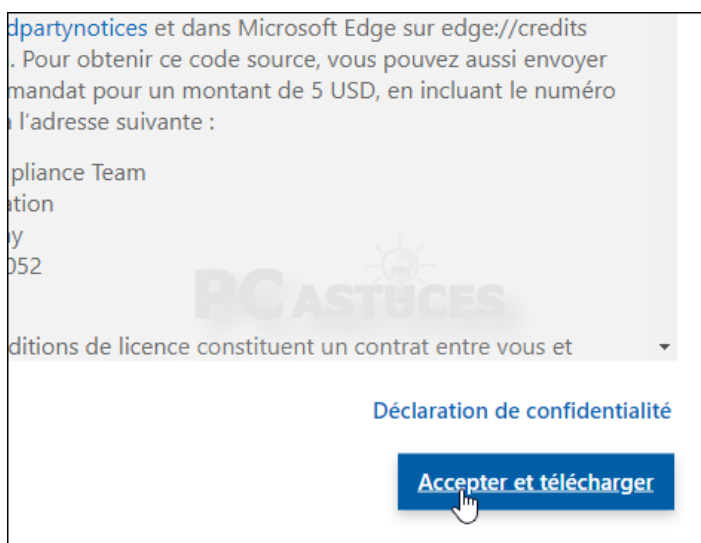 dpartynotices et dans Microsoft Edge sur edge://credits
. Pour obtenir ce code source, vous pouvez aussi envoyer
mandat pour un montant de 5 USD, en incluant le numéro
à l’adresse suivante :
pliance Team
ation
ay
052
PC ASTUCES
ditions de licence constituent un contrat entre vous et
Déclaration de confidentialité
Accepter et télécharger